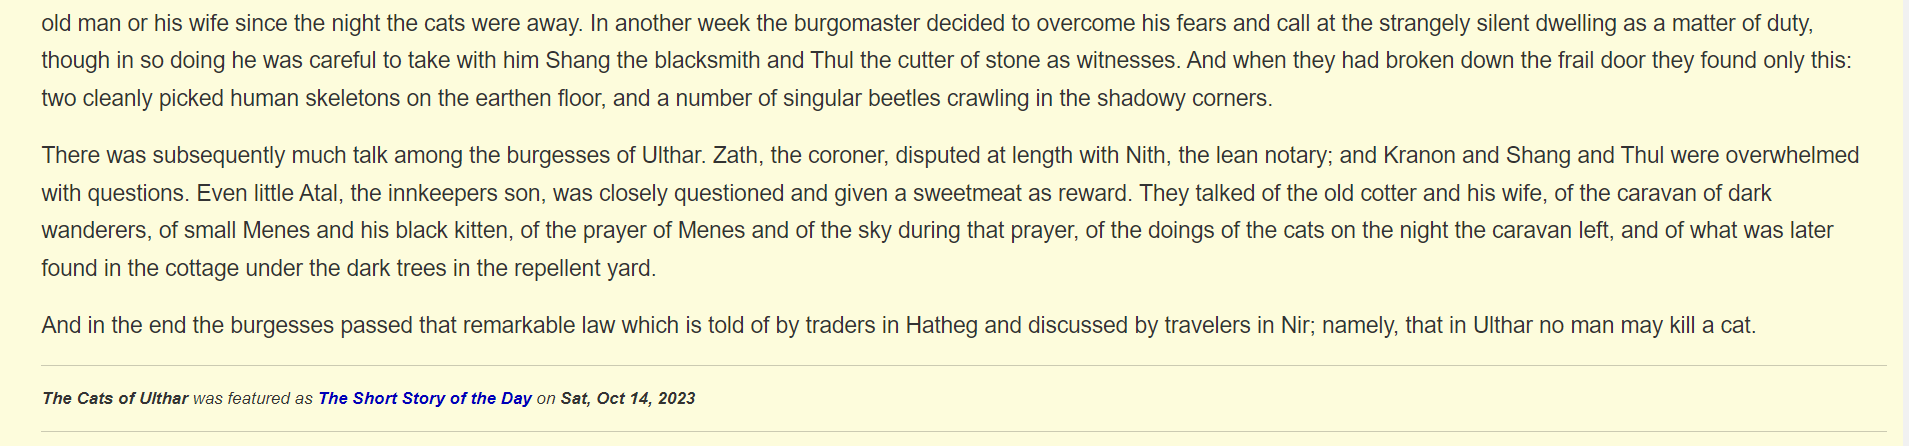 old man or his wife since the night the cats were away. In another week the burgomaster decided to overcome his fears and call at the strangely silent dwelling as a matter of duty,
though in so doing he was careful to take with him Shang the blacksmith and Thul the cutter of stone as witnesses. And when they had broken down the frail door they found only this:
two cleanly picked human skeletons on the earthen floor, and a number of singular beetles crawling in the shadowy corners.
There was subsequently much talk among the burgesses of Ulthar. Zath, the coroner, disputed at length with Nith, the lean notary; and Kranon and Shang and Thul were overwhelmed
with questions. Even little Atal, the innkeepers son, was closely questioned and given a sweetmeat as reward. They talked of the old cotter and his wife, of the caravan of dark
wanderers, of small Menes and his black kitten, of the prayer of Menes and of the sky during that prayer, of the doings of the cats on the night the caravan left, and of what was later
found in the cottage under the dark trees in the repellent yard.
And in the end the burgesses passed that remarkable law which is told of by traders in Hatheg and discussed by travelers in Nir; namely, that in Ulthar no man may kill a cat.
The Cats of Ulthar was featured as The Short Story of the Day on Sat, Oct 14, 2023